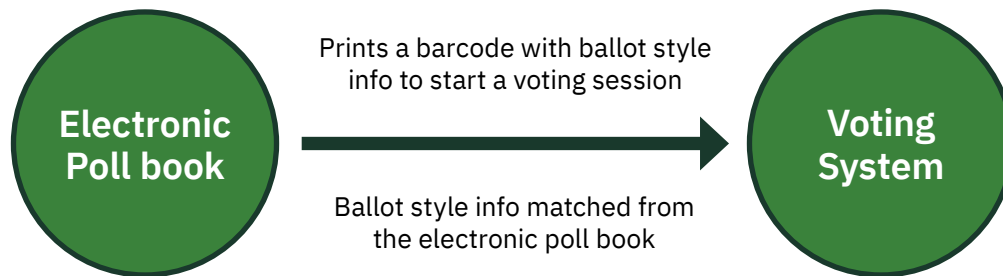 Electronic
Poll book
Prints a barcode with ballot style
info to start a voting session
Ballot style info matched from
the electronic poll book
Voting
System